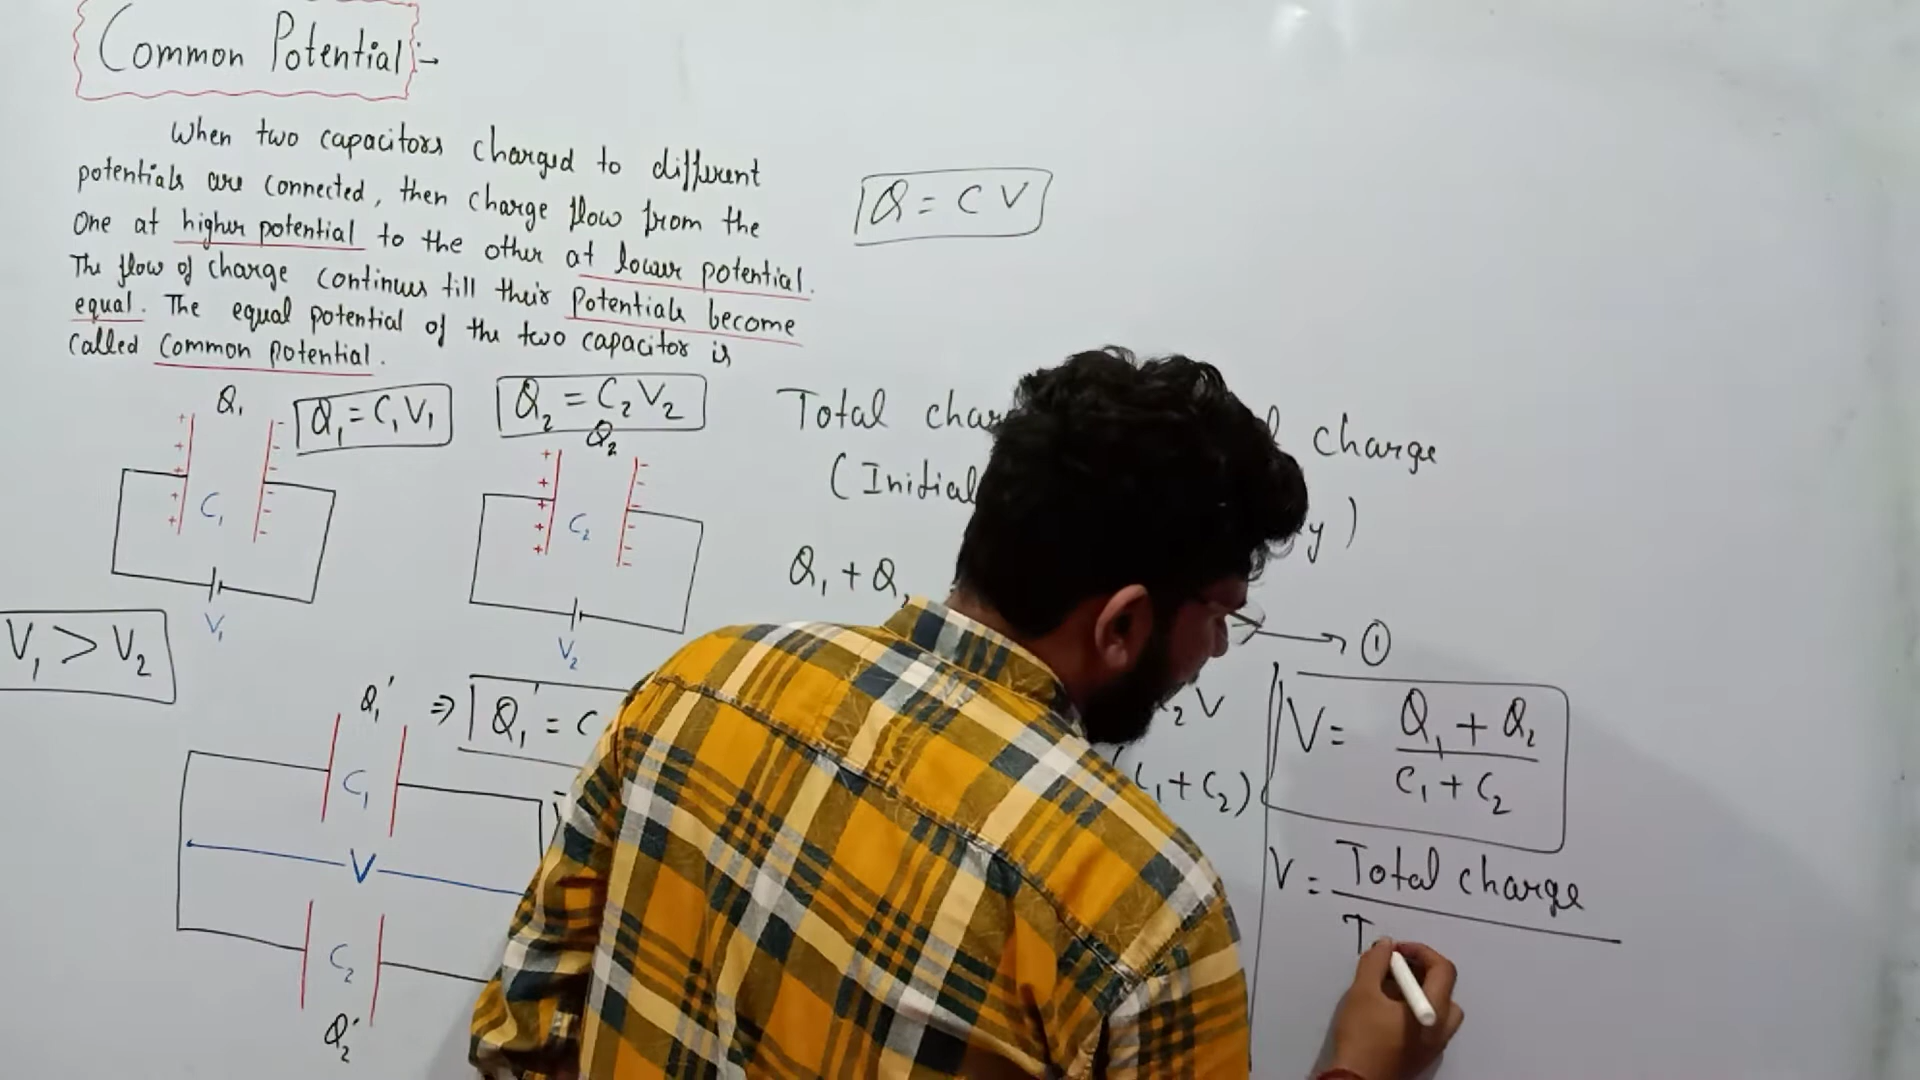 Common Potential :→
When two capacitors charged to different
potentials are connected, then charge flow from the
one at higher potential to the other at lower potential.
The flow of charge continues till their Potentials become
equal. The equal potential of the two capacitor is
called Common potential.
Q = C V
Q₁
Q₁ = C₁V₁
Q₂ = C₂V₂
Q₂
C₁
V₁
C₂
V₂
V₁ > V₂
Total
charge
(Initial
Q₁ + Q₂
→ ①
Q₁' ⇒ Q₁' = C
C₁
V
C₂
Q₂'
₂V
(C₁ + C₂)
V = Q₁ + Q₂
C₁ + C₂
V = Total charge